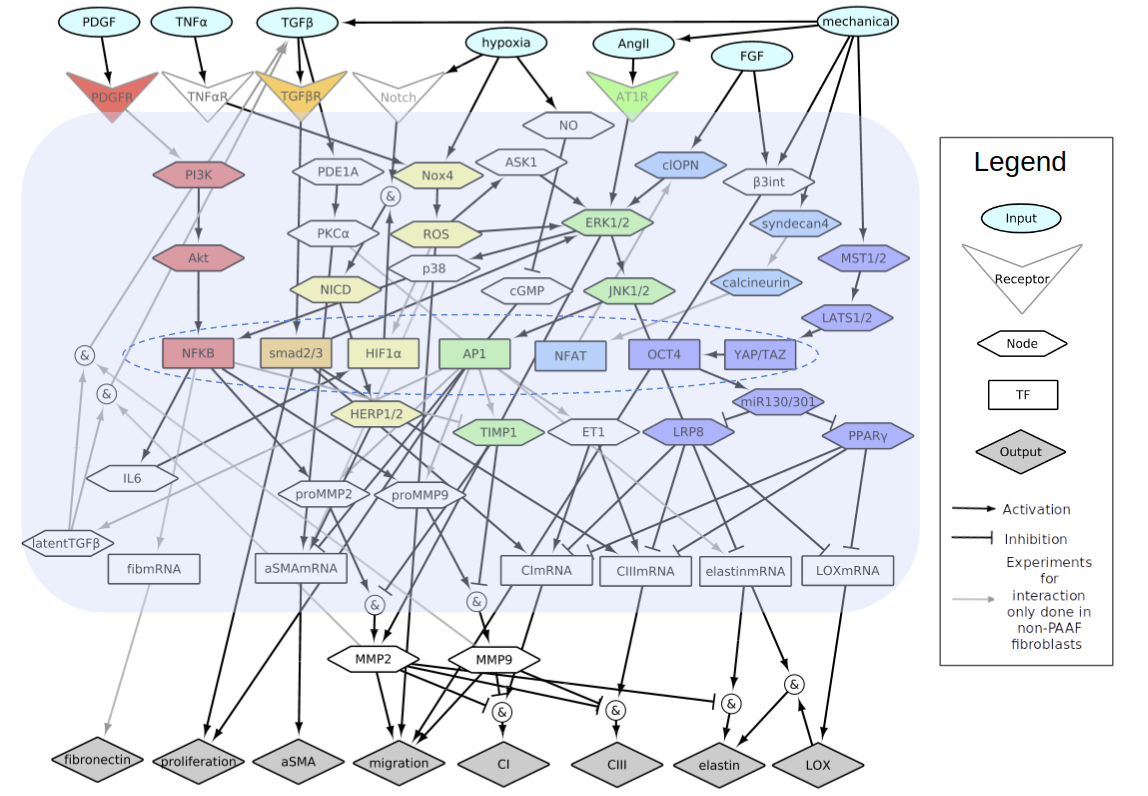 PDGF
TNFα
TGFβ
mechanical
hypoxia
AngII
FGF
PDGFR
TNFαR
TGFβR
Notch
AT1R
NO
PI3K
PDE1A
Nox4
ASK1
clOPN
β3int
&
PKCα
ROS
ERK1/2
syndecan4
Akt
p38
MST1/2
NICD
cGMP
JNK1/2
calcineurin
LATS1/2
NFKB
smad2/3
HIF1α
AP1
NFAT
OCT4
YAP/TAZ
&
&
HERP1/2
miR130/301
TIMP1
ET1
LRP8
PPARγ
IL6
proMMP2
proMMP9
latentTGFβ
fibmRNA
aSMAmRNA
CImRNA
CIIImRNA
elastinmRNA
LOXmRNA
&
&
MMP2
MMP9
&
&
&
&
fibronectin
proliferation
aSMA
migration
CI
CIII
elastin
LOX
Legend
Input
Receptor
Node
TF
Output
Activation
Inhibition
Experiments
for
interaction
only done in
non-PAAF
fibroblasts